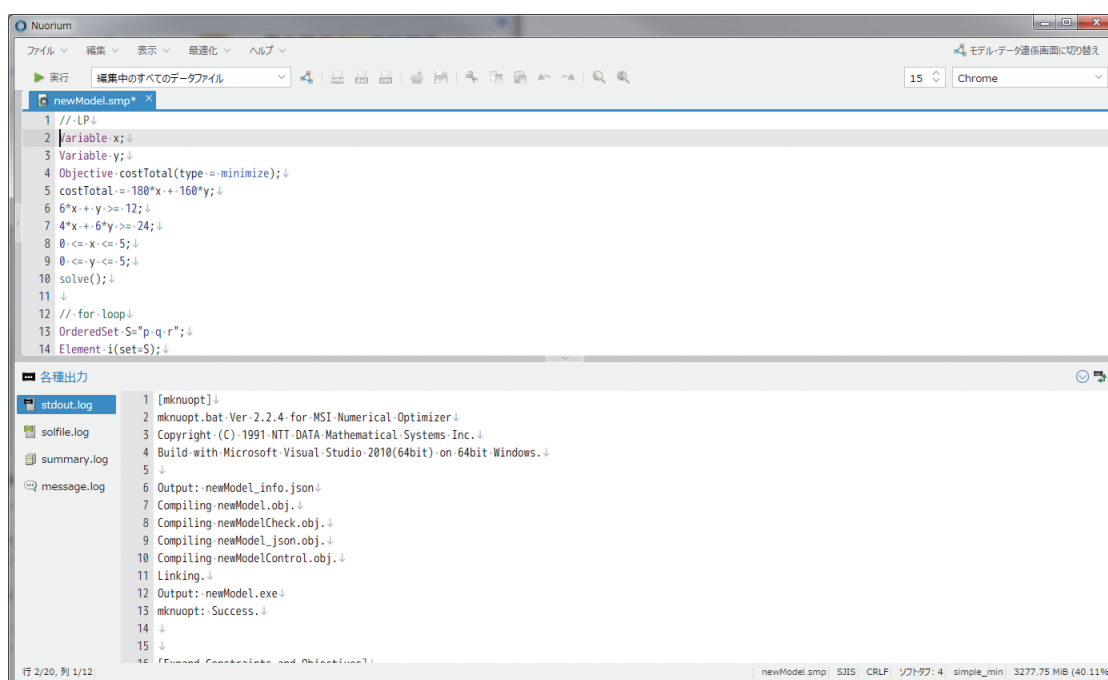 Nuorium
ファイル 編集 表示 最適化 ヘルプ モデル・データ連係画面に切り替え
実行 編集中のすべてのデータファイル 15 Chrome
newModel.smp* ×
1 //·LP↓
2 Variable·x;↓
3 Variable·y;↓
4 Objective·costTotal(type·=·minimize);↓
5 costTotal·=·180*x·+·160*y;↓
6 6*x·+·y·>=·12;↓
7 4*x·+·6*y·>=·24;↓
8 0·<=·x·<=·5;↓
9 0·<=·y·<=·5;↓
10 solve();↓
11 ↓
12 //·for·loop↓
13 OrderedSet·S="p·q·r";↓
14 Element·i(set=S);↓
各種出力
stdout.log
solfile.log
summary.log
message.log
1 [mknuopt]↓
2 mknuopt.bat·Ver·2.2.4·for·MSI·Numerical·Optimizer↓
3 Copyright·(C)·1991·NTT·DATA·Mathematical·Systems·Inc.↓
4 Build·with·Microsoft·Visual·Studio·2010(64bit)·on·64bit·Windows.↓
5 ↓
6 Output:·newModel_info.json↓
7 Compiling·newModel.obj.↓
8 Compiling·newModelCheck.obj.↓
9 Compiling·newModel_json.obj.↓
10 Compiling·newModelControl.obj.↓
11 Linking.↓
12 Output:·newModel.exe↓
13 mknuopt:·Success.↓
14 ↓
15 ↓
16 [Expand·Constraints·and·Objectives]↓
行 2/20, 列 1/12 newModel.smp SJIS CRLF ソフトタブ: 4 simple_min 3277.75 MiB (40.11%